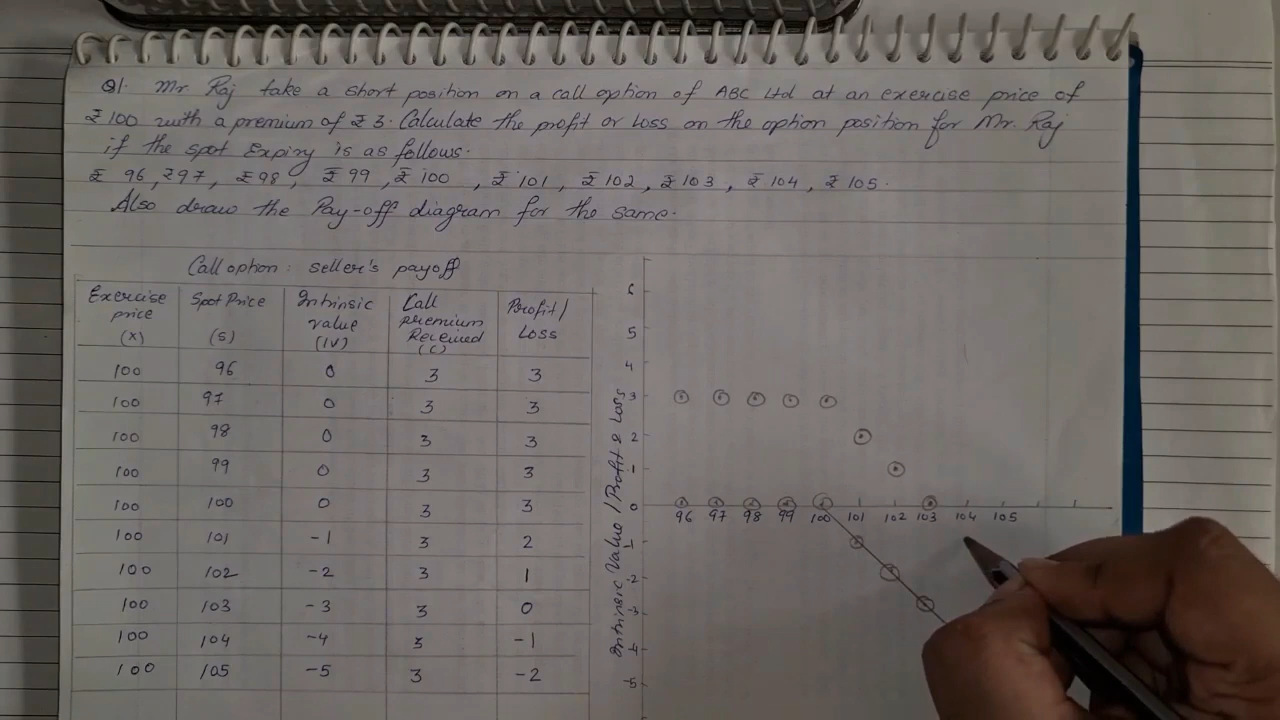 Q1. Mr. Raj take a short position on a call option of ABC Ltd at an exercise price of
₹100 with a premium of ₹3. Calculate the profit or Loss on the option position for Mr. Raj
if the spot Expiry is as follows.
₹ 96, ₹97, ₹98, ₹99, ₹100, ₹101, ₹102, ₹103, ₹104, ₹105.
Also draw the Pay-off diagram for the same.
Call option: seller's payoff
Exercise price (X) Spot Price (S) Intrinsic value (IV) Call premium Received (C) Profit/ Loss
100 96 0 3 3
100 97 0 3 3
100 98 0 3 3
100 99 0 3 3
100 100 0 3 3
100 101 -1 3 2
100 102 -2 3 1
100 103 -3 3 0
100 104 -4 3 -1
100 105 -5 3 -2
Intrinsic Value / Profit & Loss
6
5
4
3
2
1
0
96 97 98 99 100 101 102 103 104 105
-1
-2
-3
-4
-5